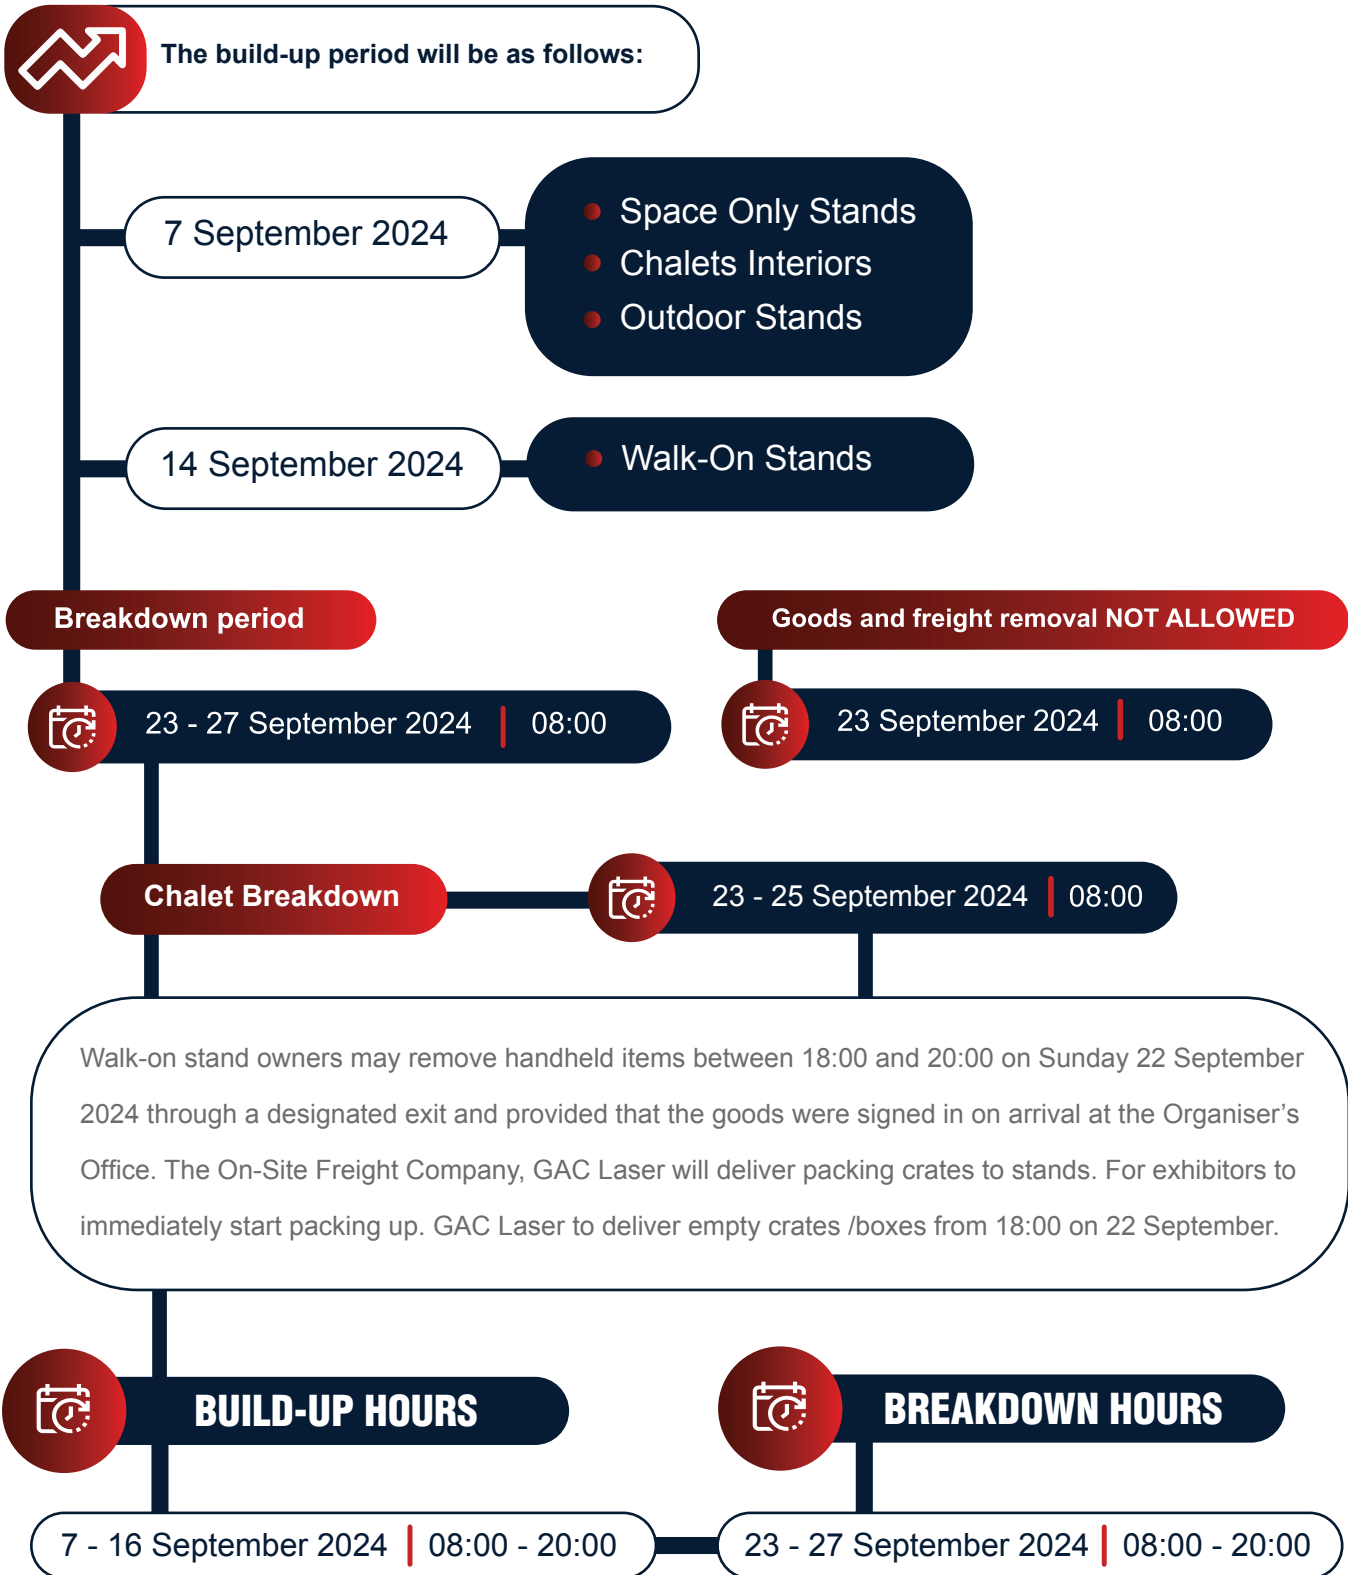 The build-up period will be as follows:
7 September 2024
Space Only Stands
Chalets Interiors
Outdoor Stands
14 September 2024
Walk-On Stands
Breakdown period
23 - 27 September 2024 | 08:00
Goods and freight removal NOT ALLOWED
23 September 2024 | 08:00
Chalet Breakdown
23 - 25 September 2024 | 08:00
Walk-on stand owners may remove handheld items between 18:00 and 20:00 on Sunday 22 September
2024 through a designated exit and provided that the goods were signed in on arrival at the Organiser’s
Office. The On-Site Freight Company, GAC Laser will deliver packing crates to stands. For exhibitors to
immediately start packing up. GAC Laser to deliver empty crates /boxes from 18:00 on 22 September.
BUILD-UP HOURS
7 - 16 September 2024 | 08:00 - 20:00
BREAKDOWN HOURS
23 - 27 September 2024 | 08:00 - 20:00